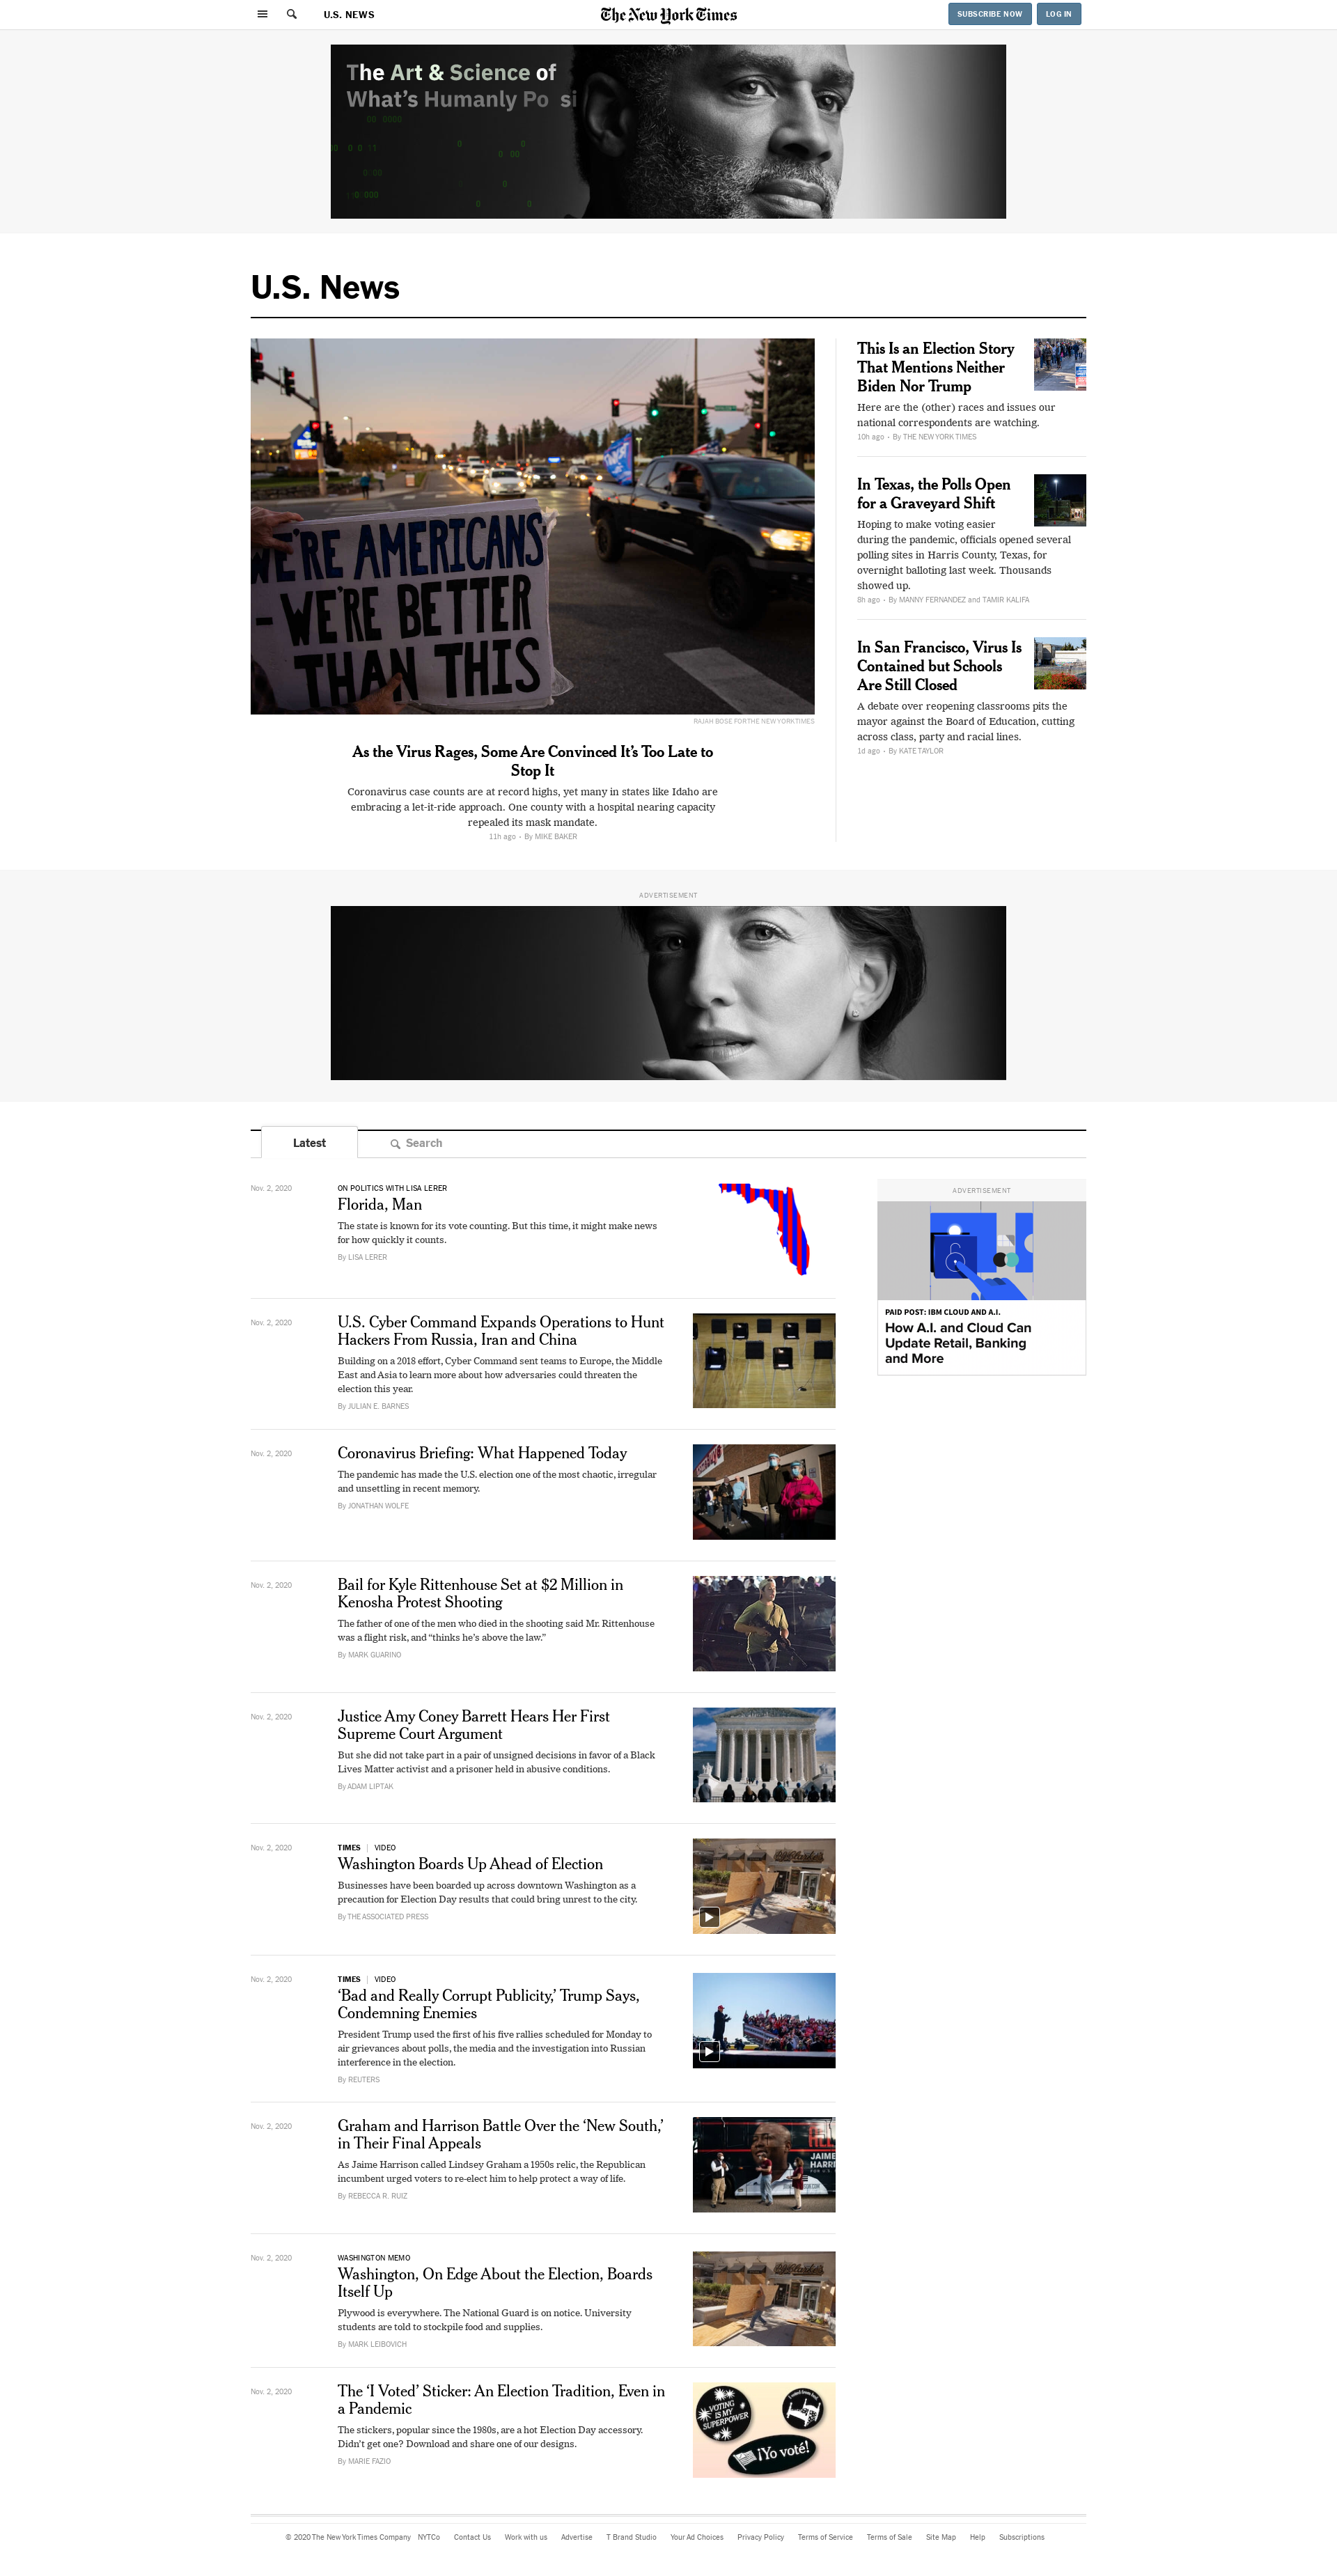 U.S. NEWS
The New York Times
SUBSCRIBE NOW
LOG IN
The Art & Science of
What's Humanly Po si
U.S. News
WE'RE AMERICANS
- WE'RE BETTER
THAN THIS
RAJAH BOSE FOR THE NEW YORK TIMES
As the Virus Rages, Some Are Convinced It’s Too Late to
Stop It
Coronavirus case counts are at record highs, yet many in states like Idaho are
embracing a let-it-ride approach. One county with a hospital nearing capacity
repealed its mask mandate.
11h ago - By MIKE BAKER
This Is an Election Story
That Mentions Neither
Biden Nor Trump
Here are the (other) races and issues our
national correspondents are watching.
10h ago - By THE NEW YORK TIMES
In Texas, the Polls Open
for a Graveyard Shift
Hoping to make voting easier
during the pandemic, officials opened several
polling sites in Harris County, Texas, for
overnight balloting last week. Thousands
showed up.
8h ago - By MANNY FERNANDEZ and TAMIR KALIFA
In San Francisco, Virus Is
Contained but Schools
Are Still Closed
A debate over reopening classrooms pits the
mayor against the Board of Education, cutting
across class, party and racial lines.
1d ago - By KATE TAYLOR
ADVERTISEMENT
Latest
Search
Nov. 2, 2020
ON POLITICS WITH LISA LERER
Florida, Man
The state is known for its vote counting. But this time, it might make news
for how quickly it counts.
By LISA LERER
ADVERTISEMENT
PAID POST: IBM CLOUD AND A.I.
How A.I. and Cloud Can
Update Retail, Banking
and More
Nov. 2, 2020
U.S. Cyber Command Expands Operations to Hunt
Hackers From Russia, Iran and China
Building on a 2018 effort, Cyber Command sent teams to Europe, the Middle
East and Asia to learn more about how adversaries could threaten the
election this year.
By JULIAN E. BARNES
Nov. 2, 2020
Coronavirus Briefing: What Happened Today
The pandemic has made the U.S. election one of the most chaotic, irregular
and unsettling in recent memory.
By JONATHAN WOLFE
Nov. 2, 2020
Bail for Kyle Rittenhouse Set at $2 Million in
Kenosha Protest Shooting
The father of one of the men who died in the shooting said Mr. Rittenhouse
was a flight risk, and “thinks he’s above the law.”
By MARK GUARINO
Nov. 2, 2020
Justice Amy Coney Barrett Hears Her First
Supreme Court Argument
But she did not take part in a pair of unsigned decisions in favor of a Black
Lives Matter activist and a prisoner held in abusive conditions.
By ADAM LIPTAK
Nov. 2, 2020
TIMES | VIDEO
Washington Boards Up Ahead of Election
Businesses have been boarded up across downtown Washington as a
precaution for Election Day results that could bring unrest to the city.
By THE ASSOCIATED PRESS
Nov. 2, 2020
TIMES | VIDEO
‘Bad and Really Corrupt Publicity,’ Trump Says,
Condemning Enemies
President Trump used the first of his five rallies scheduled for Monday to
air grievances about polls, the media and the investigation into Russian
interference in the election.
By REUTERS
Nov. 2, 2020
Graham and Harrison Battle Over the ‘New South,’
in Their Final Appeals
As Jaime Harrison called Lindsey Graham a 1950s relic, the Republican
incumbent urged voters to re-elect him to help protect a way of life.
By REBECCA R. RUIZ
JAIME
Nov. 2, 2020
WASHINGTON MEMO
Washington, On Edge About the Election, Boards
Itself Up
Plywood is everywhere. The National Guard is on notice. University
students are told to stockpile food and supplies.
By MARK LEIBOVICH
Nov. 2, 2020
The ‘I Voted’ Sticker: An Election Tradition, Even in
a Pandemic
The stickers, popular since the 1980s, are a hot Election Day accessory.
Didn’t get one? Download and share one of our designs.
By MARIE FAZIO
VOTING
IS MY
SUPERPOWER
¡Yo voté!
© 2020 The New York Times Company NYTCo Contact Us Work with us Advertise T Brand Studio Your Ad Choices Privacy Policy Terms of Service Terms of Sale Site Map Help Subscriptions